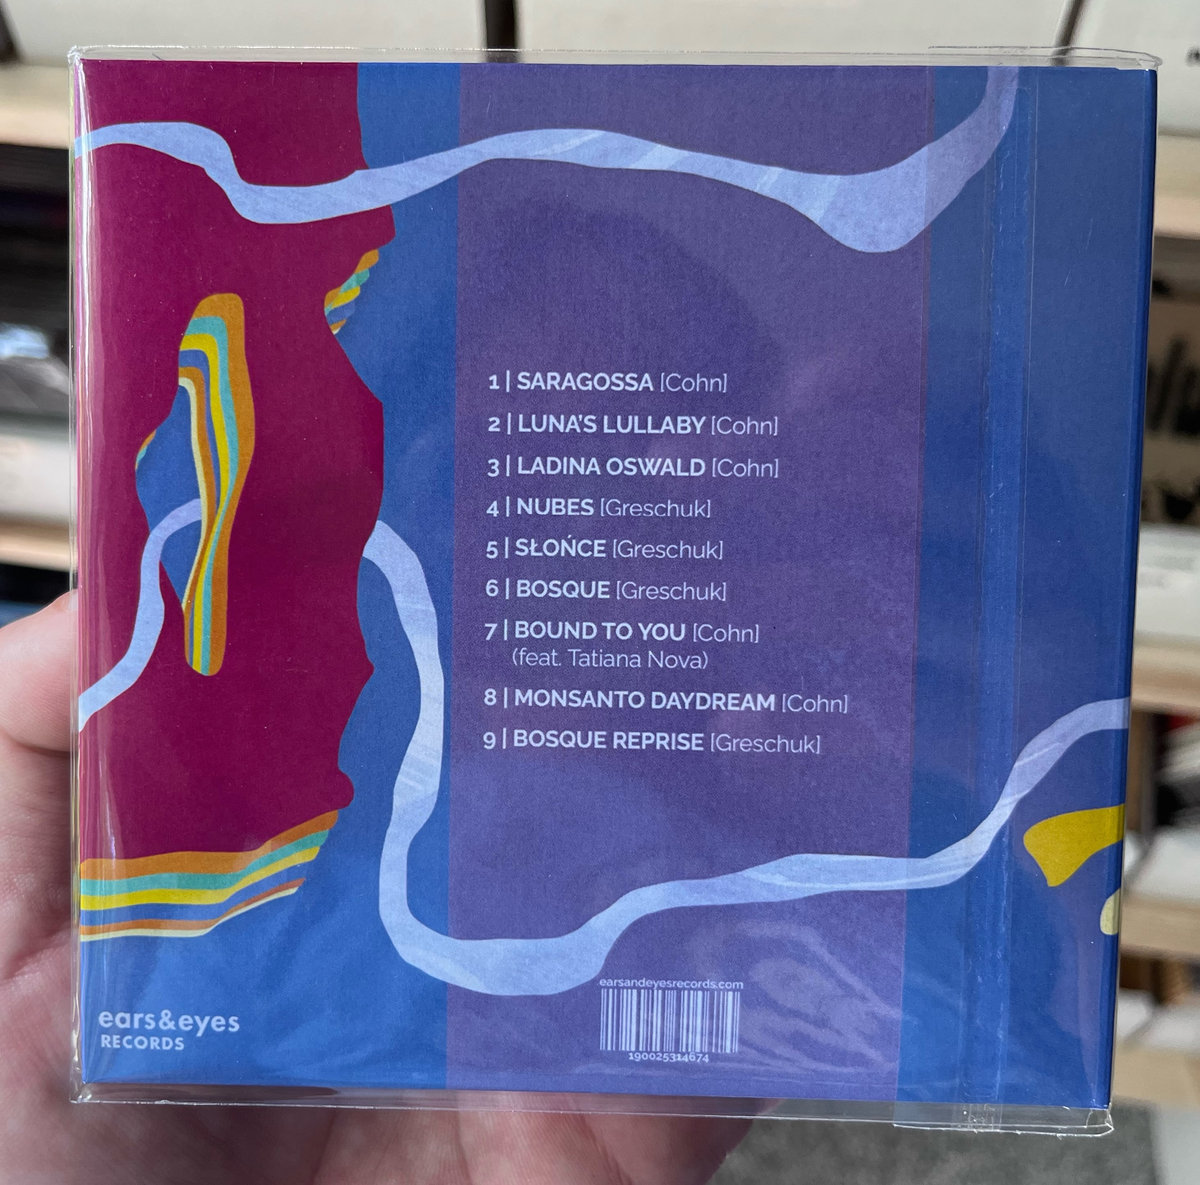 1 | SARAGOSSA [Cohn]
2 | LUNA'S LULLABY [Cohn]
3 | LADINA OSWALD [Cohn]
4 | NUBES [Greschuk]
5 | SŁOŃCE [Greschuk]
6 | BOSQUE [Greschuk]
7 | BOUND TO YOU [Cohn]
(feat. Tatiana Nova)
8 | MONSANTO DAYDREAM [Cohn]
9 | BOSQUE REPRISE [Greschuk]
earsandeyesrecords.com
190025314674
ears&eyes
RECORDS